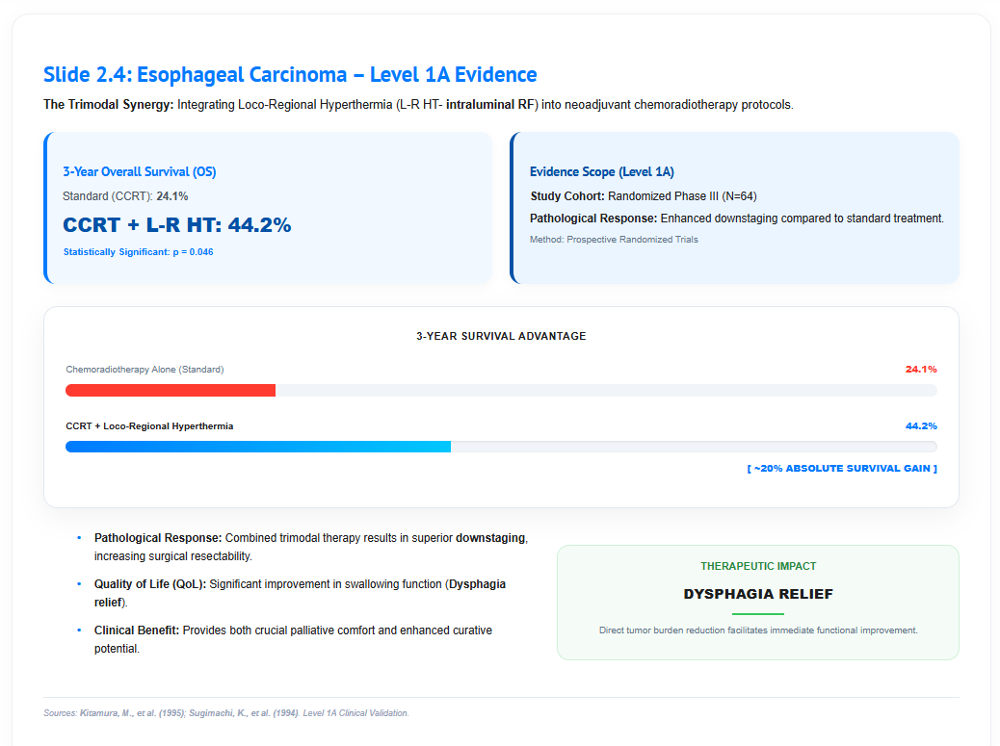 Slide 2.4: Esophageal Carcinoma – Level 1A Evidence
The Trimodal Synergy: Integrating Loco-Regional Hyperthermia (L-R HT- intraluminal RF) into neoadjuvant chemoradiotherapy protocols.
3-Year Overall Survival (OS)
Standard (CCRT): 24.1%
CCRT + L-R HT: 44.2%
Statistically Significant: p = 0.046
Evidence Scope (Level 1A)
Study Cohort: Randomized Phase III (N=64)
Pathological Response: Enhanced downstaging compared to standard treatment.
Method: Prospective Randomized Trials
3-YEAR SURVIVAL ADVANTAGE
Chemoradiotherapy Alone (Standard) 24.1%
CCRT + Loco-Regional Hyperthermia 44.2%
[ ~20% ABSOLUTE SURVIVAL GAIN ]
• Pathological Response: Combined trimodal therapy results in superior downstaging,
increasing surgical resectability.
• Quality of Life (QoL): Significant improvement in swallowing function (Dysphagia
relief).
• Clinical Benefit: Provides both crucial palliative comfort and enhanced curative
potential.
THERAPEUTIC IMPACT
DYSPHAGIA RELIEF
Direct tumor burden reduction facilitates immediate functional improvement.
Sources: Kitamura, M., et al. (1995); Sugimachi, K., et al. (1994). Level 1A Clinical Validation.